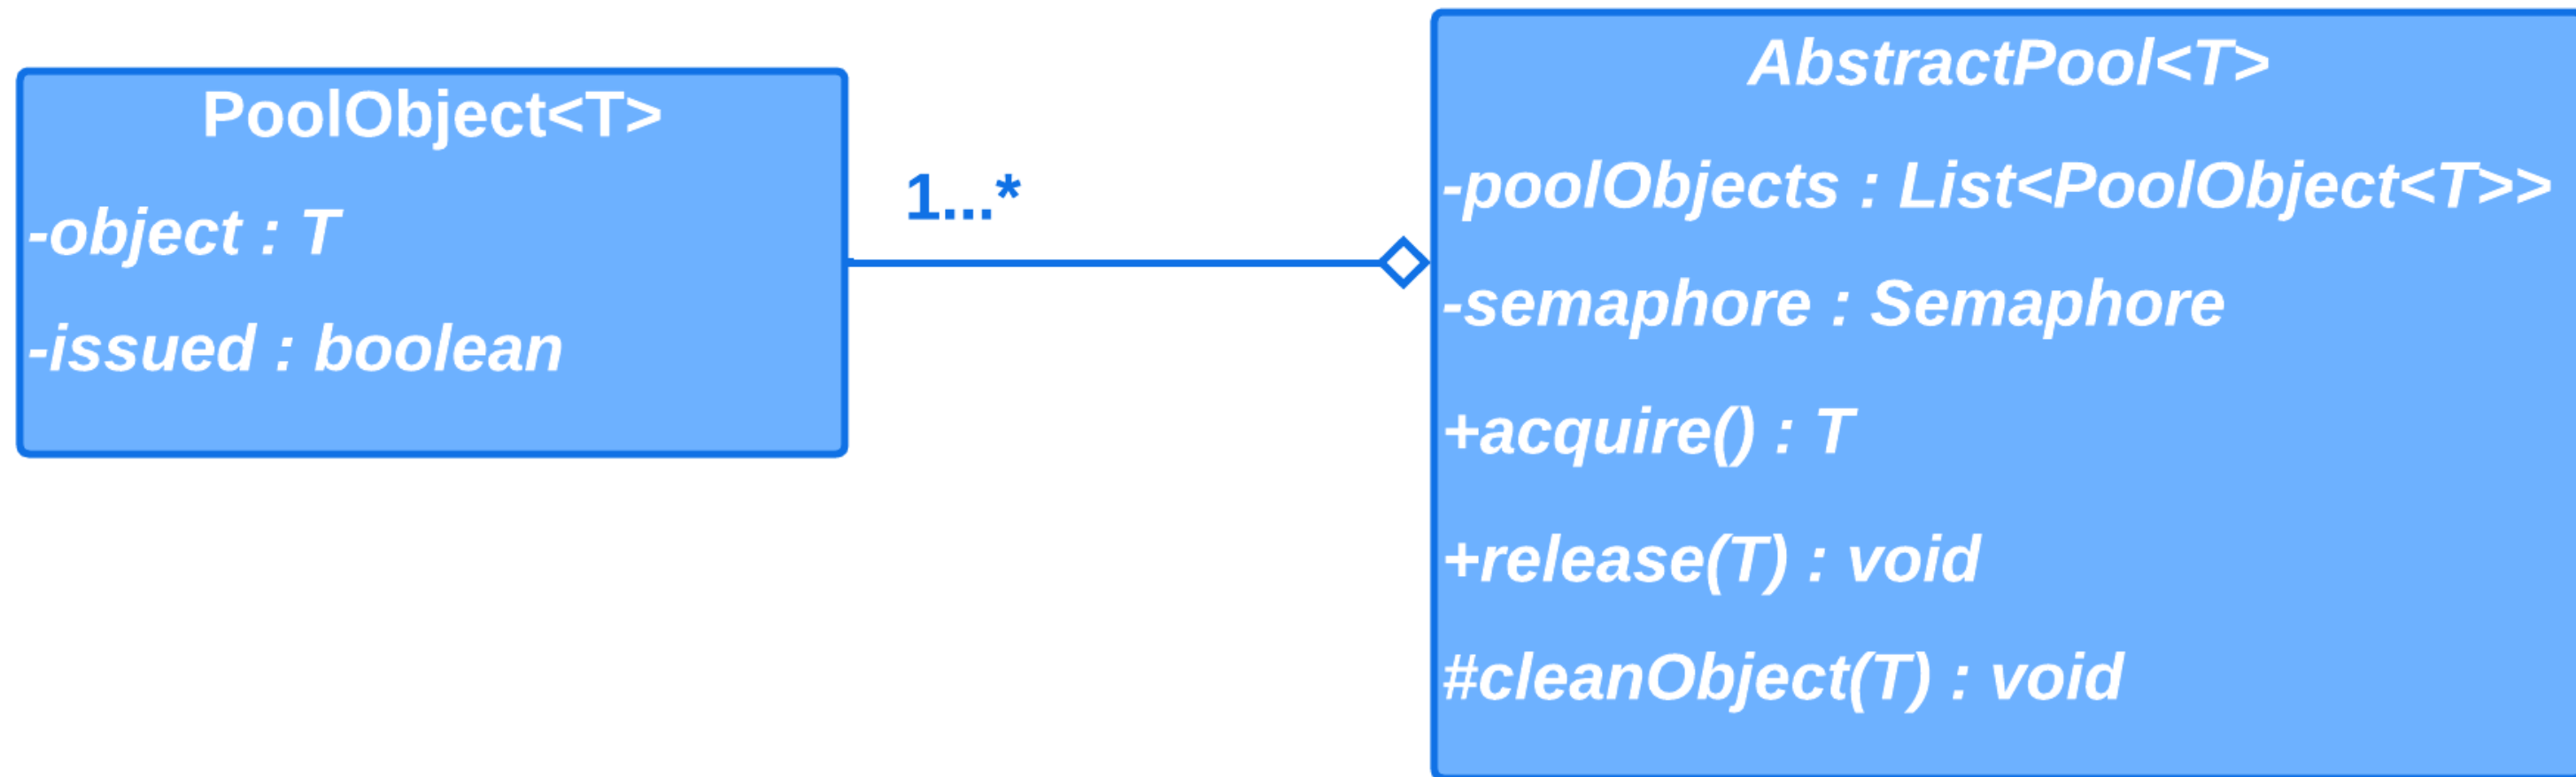 PoolObject<T>
-object : T
-issued : boolean
1...*
AbstractPool<T>
-poolObjects : List<PoolObject<T>>
-semaphore : Semaphore
+acquire() : T
+release(T) : void
#cleanObject(T) : void